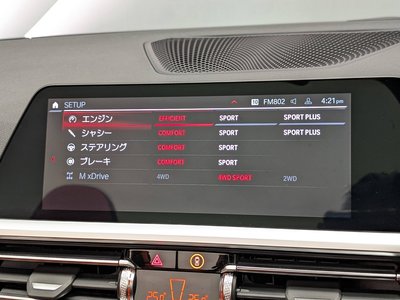 SETUP FM802 4:21pm
エンジン EFFICIENT SPORT SPORT PLUS
シャシー COMFORT SPORT SPORT PLUS
ステアリング COMFORT SPORT
ブレーキ COMFORT SPORT
M xDrive 4WD 4WD SPORT 2WD